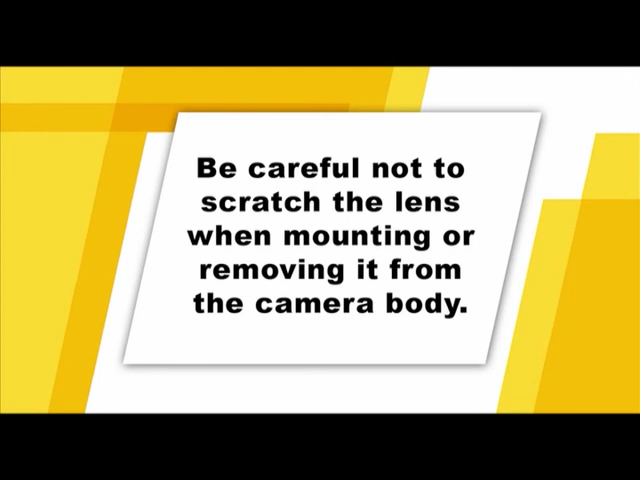 Be careful not to
scratch the lens
when mounting or
removing it from
the camera body.